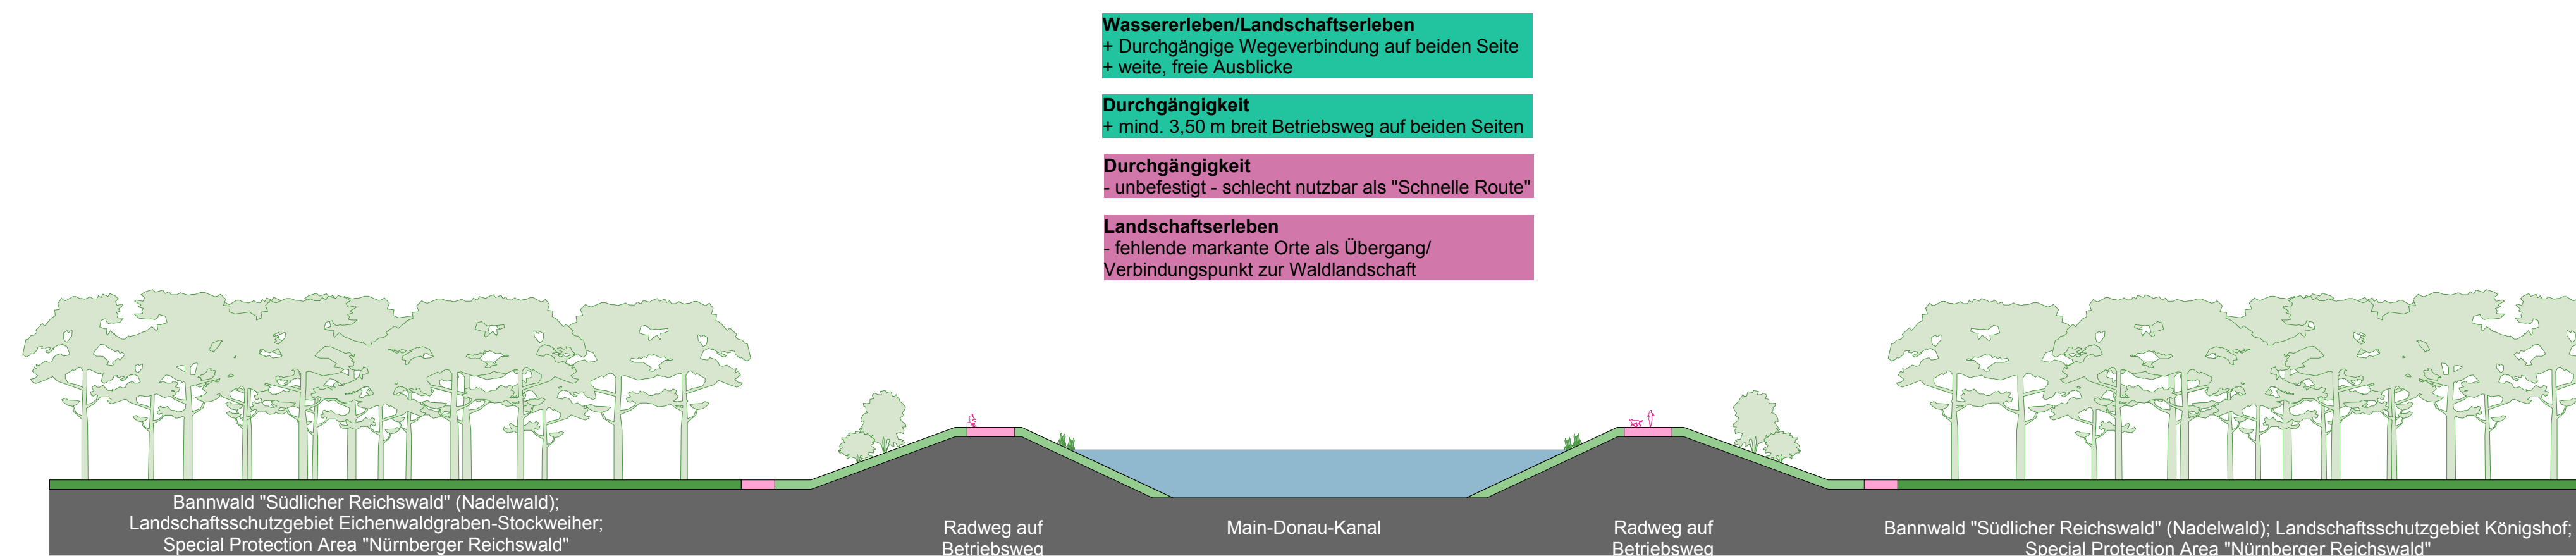 Wassererleben/Landschaftserleben
+ Durchgängige Wegeverbindung auf beiden Seite
+ weite, freie Ausblicke
Durchgängigkeit
+ mind. 3,50 m breit Betriebsweg auf beiden Seiten
Durchgängigkeit
- unbefestigt - schlecht nutzbar als "Schnelle Route"
Landschaftserleben
- fehlende markante Orte als Übergang/
Verbindungspunkt zur Waldlandschaft
Bannwald "Südlicher Reichswald" (Nadelwald);
Landschaftsschutzgebiet Eichenwaldgraben-Stockweiher;
Special Protection Area "Nürnberger Reichswald"
Radweg auf
Betriebsweg
Main-Donau-Kanal
Radweg auf
Betriebsweg
Bannwald "Südlicher Reichswald" (Nadelwald); Landschaftsschutzgebiet Königshof;
Special Protection Area "Nürnberger Reichswald"